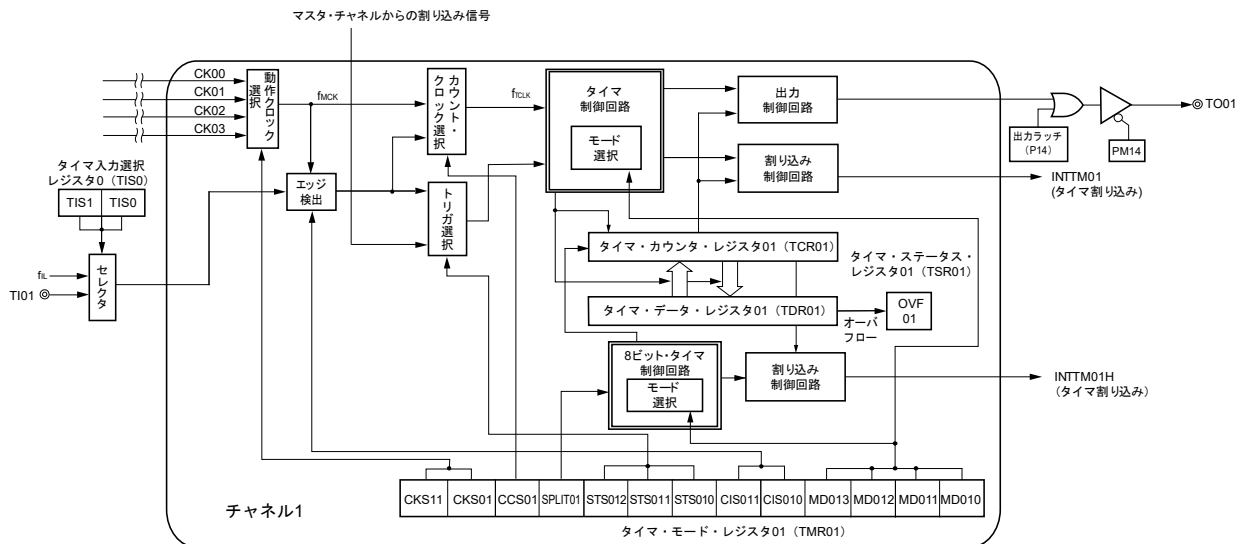 マスタ・チャネルからの割り込み信号
CK00
CK01
CK02
CK03
動作クロック
選択
fMCK
カウント・
クロック選択
fTCLK
タイマ
制御回路
モード
選択
出力
制御回路
出力ラッチ
(P14)
PM14
TO01
割り込み
制御回路
INTTM01
(タイマ割り込み)
タイマ入力選択
レジスタ0（TIS0）
TIS1
TIS0
エッジ
検出
トリガ選択
fIL
TI01
セレクタ
タイマ・カウンタ・レジスタ01（TCR01）
タイマ・ステータス・
レジスタ01（TSR01）
タイマ・データ・レジスタ01（TDR01）
オーバ
フロー
OVF
01
8ビット・タイマ
制御回路
モード
選択
割り込み
制御回路
INTTM01H
（タイマ割り込み）
CKS11
CKS01
CCS01
SPLIT01
STS012
STS011
STS010
CIS011
CIS010
MD013
MD012
MD011
MD010
チャネル1
タイマ・モード・レジスタ01（TMR01）